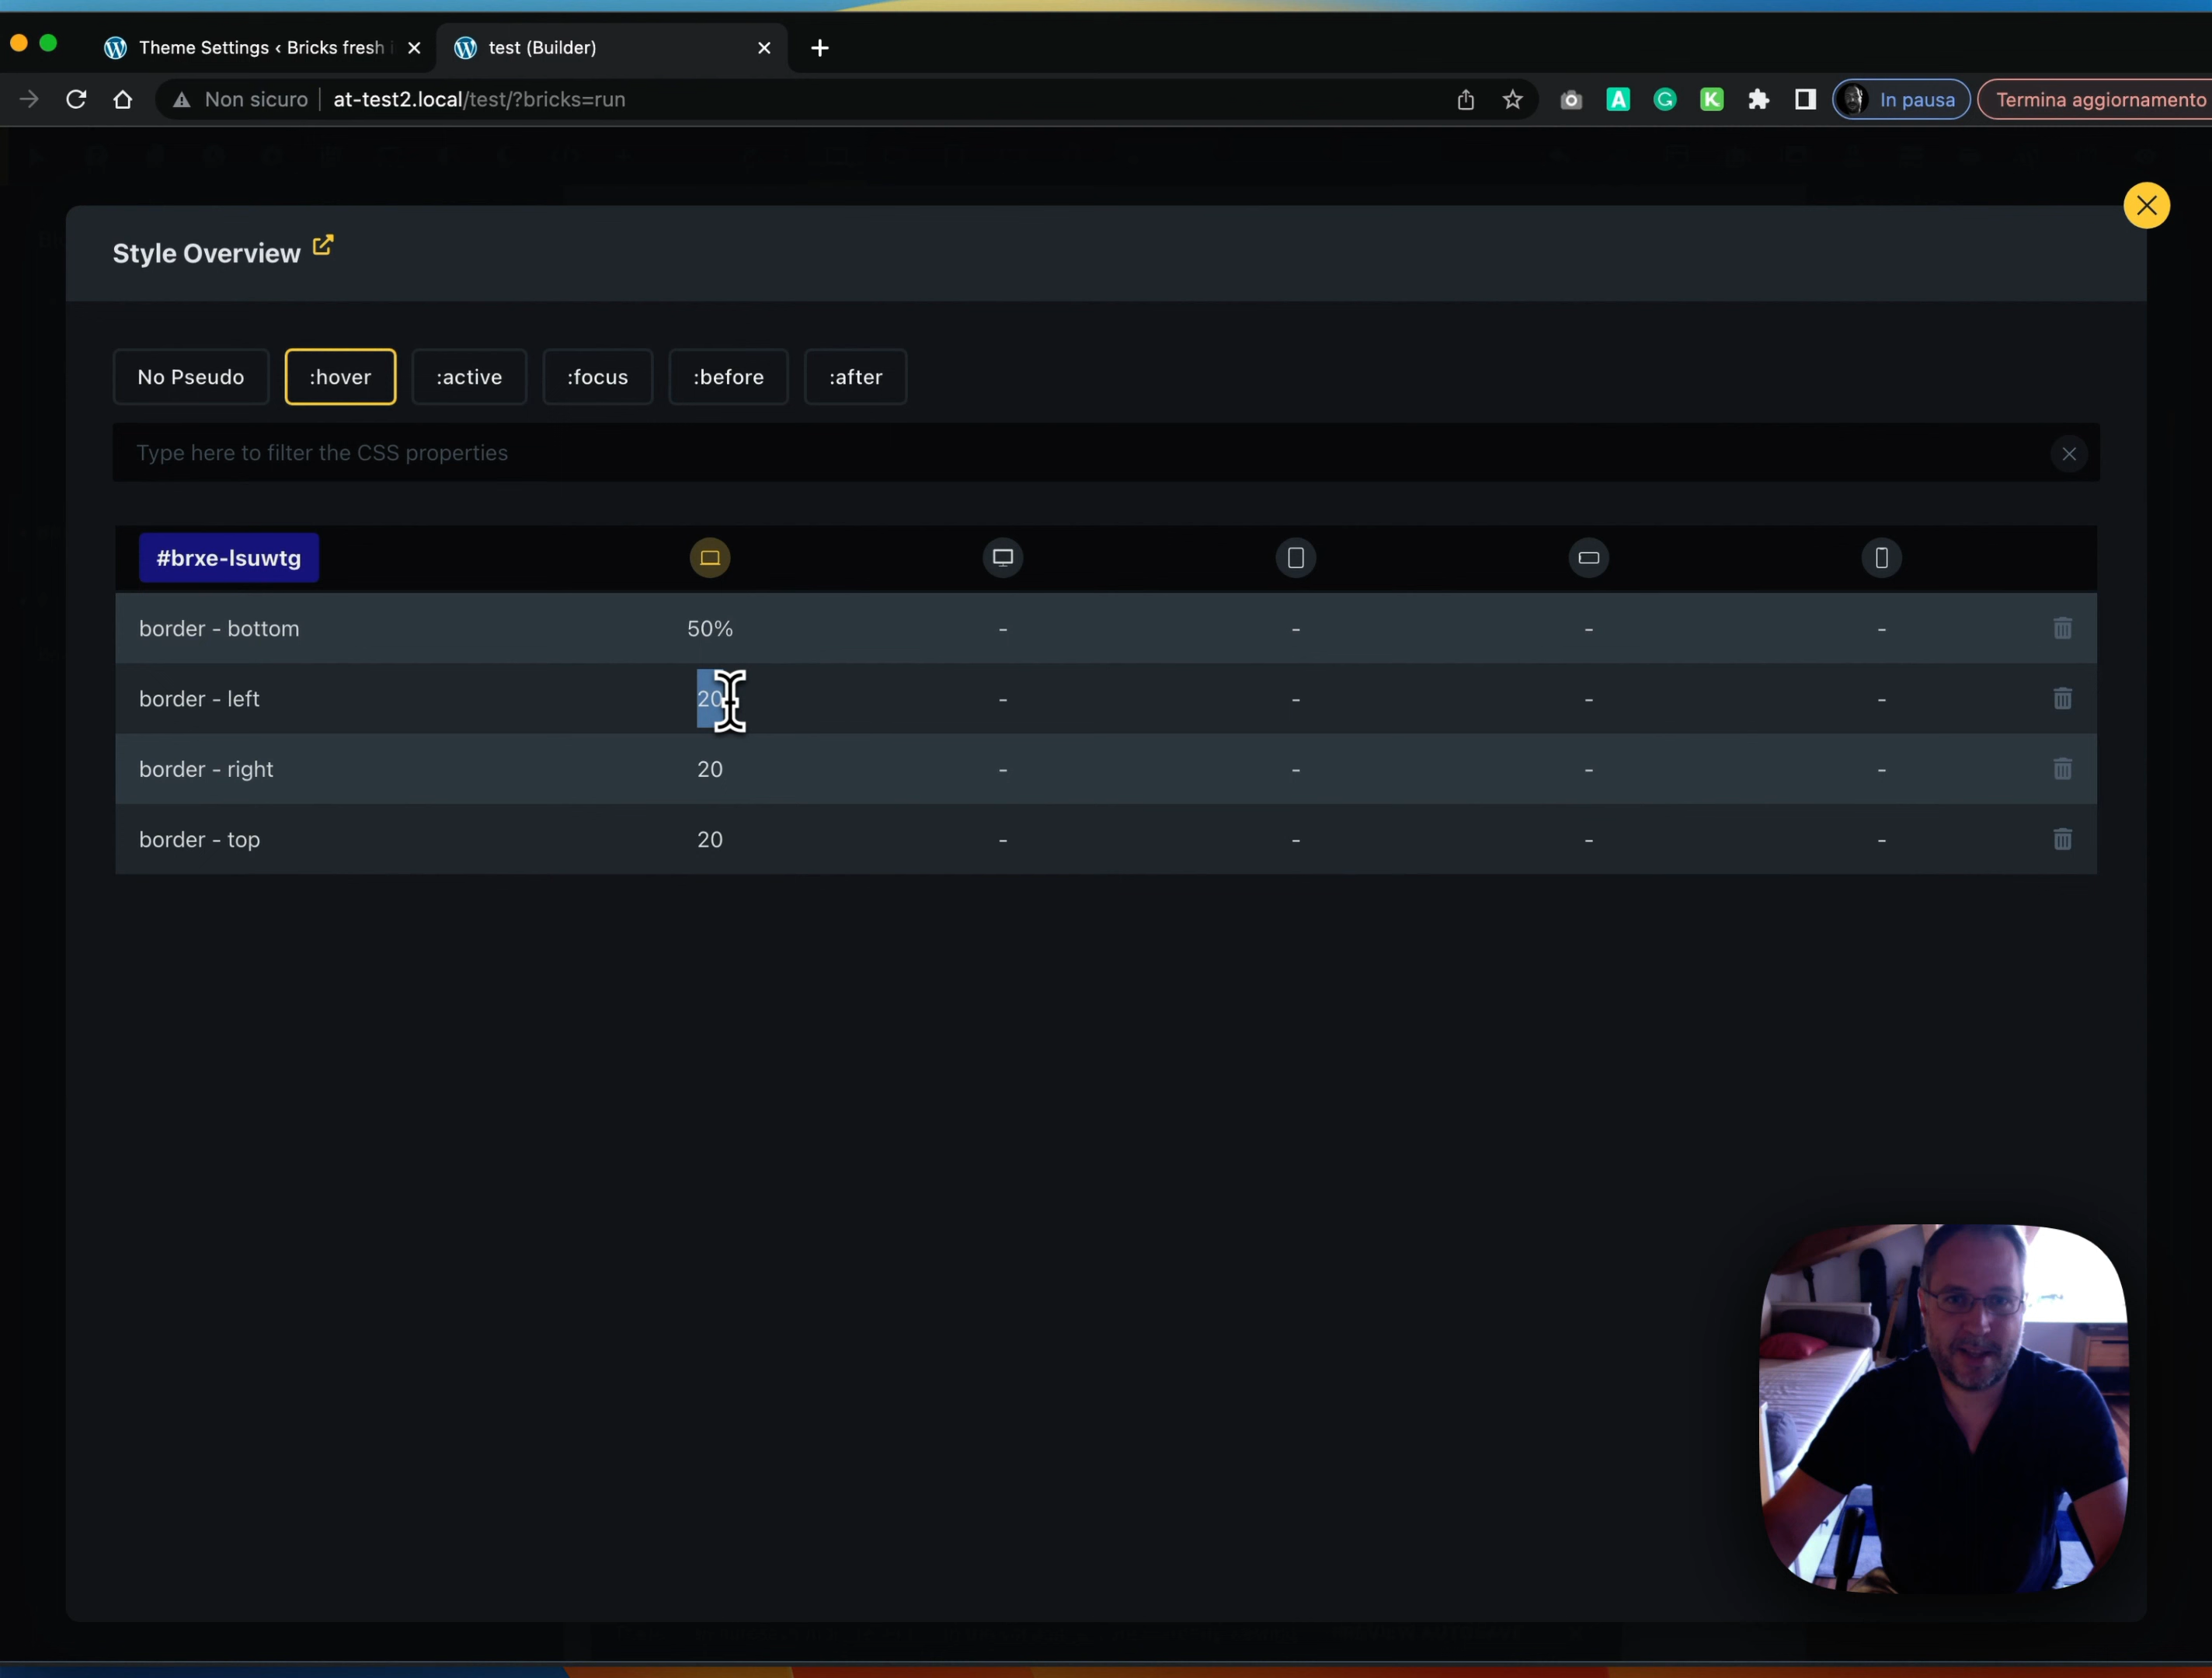 Theme Settings ‹ Bricks fresh
test (Builder)
Non sicuro
at-test2.local/test/?bricks=run
A
G
K
In pausa
Termina aggiornamento
Style Overview
No Pseudo
:hover
:active
:focus
:before
:after
Type here to filter the CSS properties
#brxe-lsuwtg
border - bottom 50% - - - -
border - left 20 - - - -
border - right 20 - - - -
border - top 20 - - - -